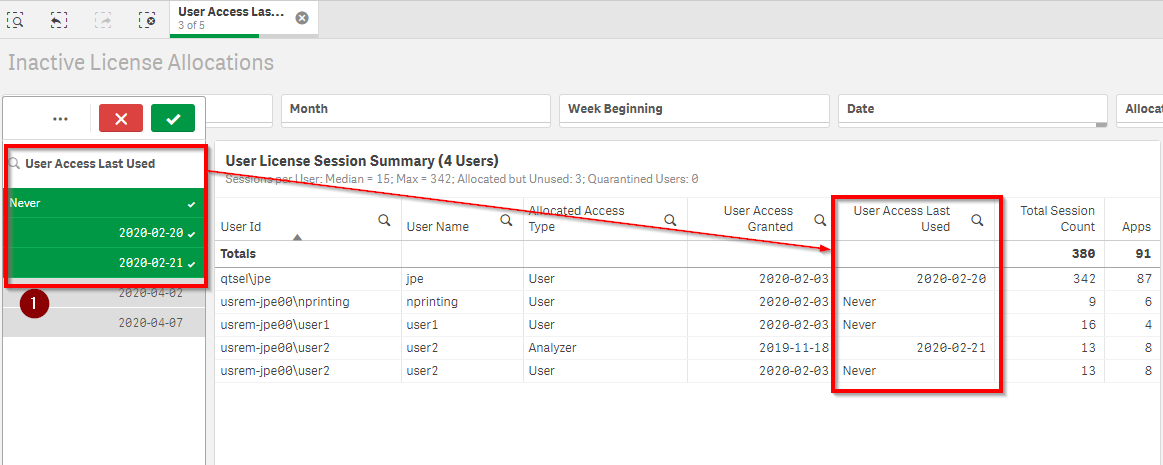 User Access Las...
3 of 5
Inactive License Allocations
Month
Week Beginning
Date
Allocat
...
User Access Last Used
Never
2020-02-20
2020-02-21
2020-04-02
2020-04-07
1
User License Session Summary (4 Users)
Sessions per User: Median = 15; Max = 342; Allocated but Unused: 3; Quarantined Users: 0
User Id User Name Allocated Access Type User Access Granted User Access Last Used Total Session Count Apps
Totals 380 91
qtsel\jpe jpe User 2020-02-03 2020-02-20 342 87
usrem-jpe00\nprinting nprinting User 2020-02-03 Never 9 6
usrem-jpe00\user1 user1 User 2020-02-03 Never 16 4
usrem-jpe00\user2 user2 Analyzer 2019-11-18 2020-02-21 13 8
usrem-jpe00\user2 user2 User 2020-02-03 Never 13 8